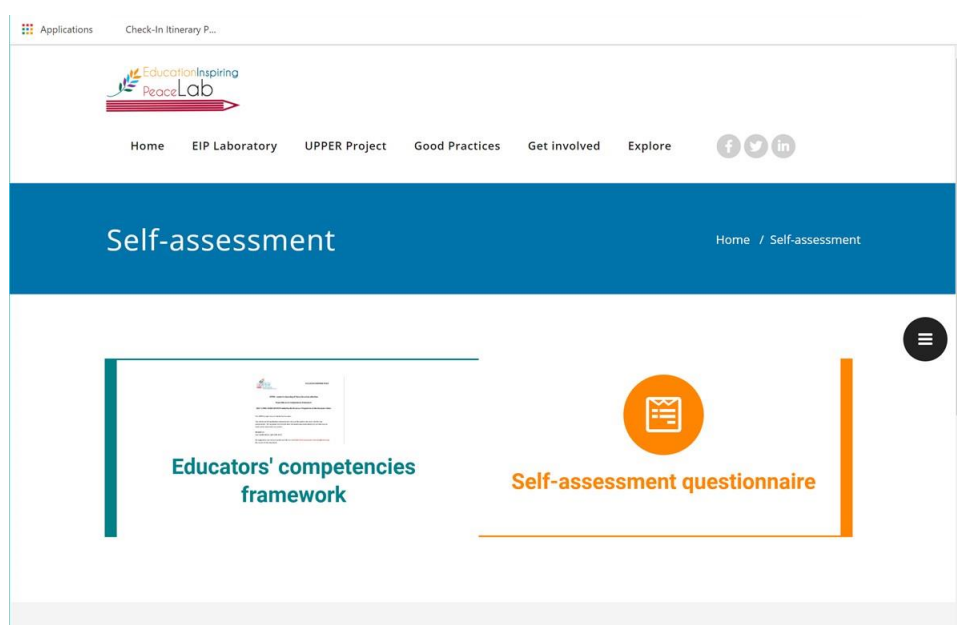 Applications Check-In Itinerary P...
EducationInspiring
PeaceLab
Home EIP Laboratory UPPER Project Good Practices Get involved Explore
Self-assessment
Home / Self-assessment
Educators' competencies
framework
Self-assessment questionnaire